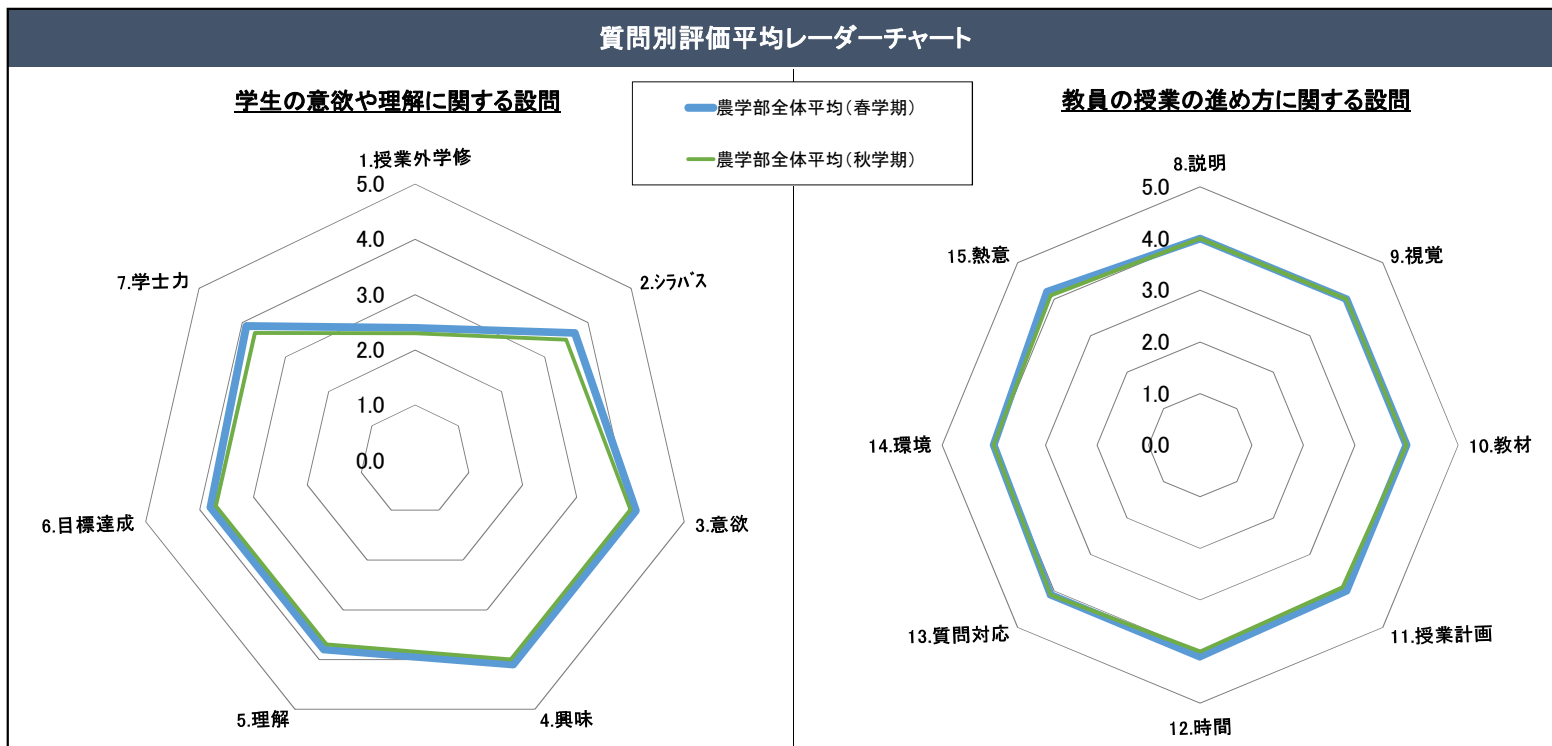 質問別評価平均レーダーチャート
学生の意欲や理解に関する設問
農学部全体平均(春学期)
農学部全体平均(秋学期)
教員の授業の進め方に関する設問
1.授業外学修
5.0
4.0
3.0
2.0
1.0
0.0
2.シラバス
3.意欲
4.興味
5.理解
6.目標達成
7.学士力
8.説明
5.0
4.0
3.0
2.0
1.0
0.0
9.視覚
10.教材
11.授業計画
12.時間
13.質問対応
14.環境
15.熱意